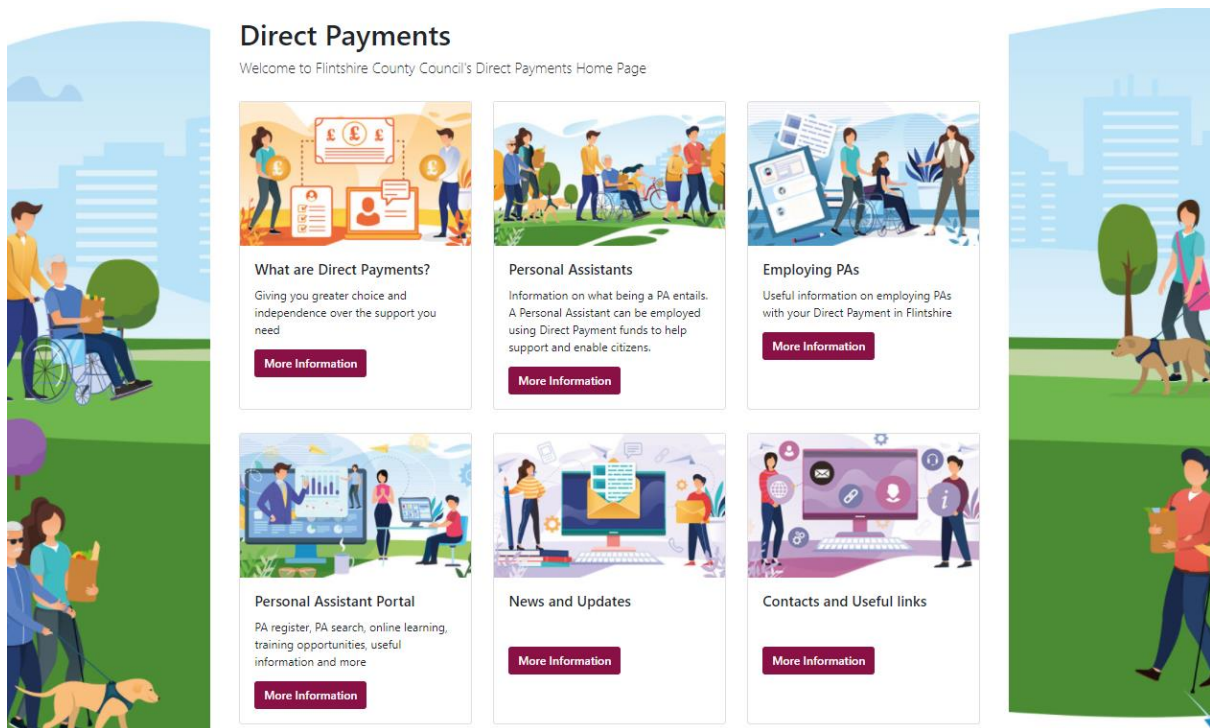 Direct Payments
Welcome to Flintshire County Council's Direct Payments Home Page
What are Direct Payments?
Giving you greater choice and
independence over the support you
need
More Information
Personal Assistants
Information on what being a PA entails.
A Personal Assistant can be employed
using Direct Payment funds to help
support and enable citizens.
More Information
Employing PAs
Useful information on employing PAs
with your Direct Payment in Flintshire
More Information
Personal Assistant Portal
PA register, PA search, online learning,
training opportunities, useful
information and more
More Information
News and Updates
More Information
Contacts and Useful links
More Information